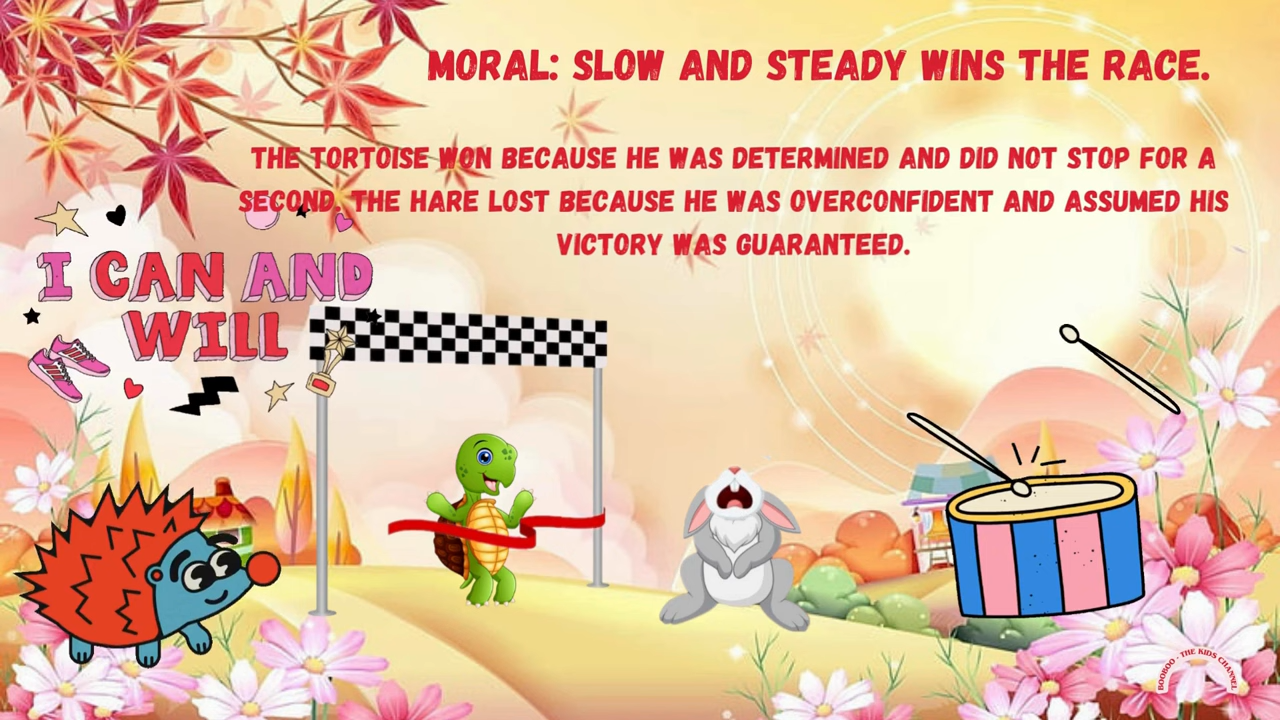 MORAL: SLOW AND STEADY WINS THE RACE.
THE TORTOISE WON BECAUSE HE WAS DETERMINED AND DID NOT STOP FOR A
SECOND. THE HARE LOST BECAUSE HE WAS OVERCONFIDENT AND ASSUMED HIS
VICTORY WAS GUARANTEED.
I CAN AND
WILL
BOOBOO - THE KIDS CHANNEL